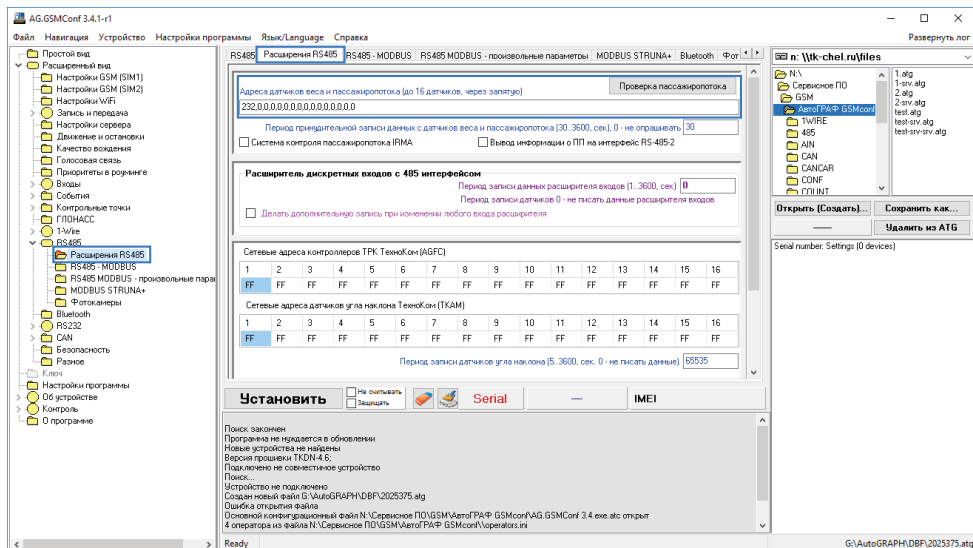 AG.GSMConf 3.4.1-r1
Файл Навигация Устройство Настройки программы Язык/Language Справка Развернуть лог
Простой вид
Расширенный вид
Настройки GSM (SIM1)
Настройки GSM (SIM2)
Настройки WiFi
Запись и передача
Настройки сервера
Движение и остановки
Качество вождения
Голосовая связь
Приоритеты в роуминге
Входы
События
Контрольные точки
ГЛОНАСС
1-Wire
RS485
Расширения RS485
RS485 - MODBUS
RS485 MODBUS - произвольные пара
MODBUS STRUNA+
Фотокамеры
Bluetooth
RS232
CAN
Безопасность
Разное
Ключ
Настройки программы
Об устройстве
Контроль
О программе
RS485 Расширения RS485 RS485 - MODBUS RS485 MODBUS - произвольные параметры MODBUS STRUNA+ Bluetooth Фот
Адреса датчиков веса и пассажиропотока (до 16 датчиков, через запятую) Проверка пассажиропотока
232,0,0,0,0,0,0,0,0,0,0,0,0,0,0,0
Период принудительной записи данных с датчиков веса и пассажиропотока (30..3600, сек), 0 - не опрашивать 30
Система контроля пассажиропотока IRMA Вывод информации о ПП на интерфейс RS-485-2
Расширитель дискретных входов с 485 интерфейсом
Период записи данных расширителя входов (1..3600, сек) 0
Период записи датчиков 0 - не писать данные расширителя входов
Делать дополнительную запись при изменении любого входа расширителя
Сетевые адреса контроллеров ТРК ТехноКом (AGFC)
1 2 3 4 5 6 7 8 9 10 11 12 13 14 15 16
FF FF FF FF FF FF FF FF FF FF FF FF FF FF FF FF
Сетевые адреса датчиков угла наклона ТехноКом (TKAM)
1 2 3 4 5 6 7 8 9 10 11 12 13 14 15 16
FF FF FF FF FF FF FF FF FF FF FF FF FF FF FF FF
Период записи датчиков угла наклона (5..3600, сек. 0 - не писать данные) 65535
Установить Не считывать Serial — IMEI
Защищать
Поиск закончен
Программа не нуждается в обновлении
Новые устройства не найдены
Версия прошивки TKDN-4.6;
Подключено не совместимое устройство
Поиск...
Устройство не подключено
Создан новый файл G:\AutoGRAPH\DBF\2025375.atg
Ошибка открытия файла
Основной конфигурационный файл N:\Сервисное ПО\GSM\АвтоГРАФ GSMconf\AG.GSMConf 3.4.exe.atc открыт
4 оператора из файла N:\Сервисное ПО\GSM\АвтоГРАФ GSMconf\\operators.ini
n: \\tk-chel.ru\files
N:\
Сервисное ПО
GSM
АвтоГРАФ GSMconf
1WIRE
485
AIN
CAN
CANCAR
CONF
COUNT
1.atg
1-srv.atg
2.atg
2-srv.atg
test.atg
test-srv.atg
test-srv-srv.atg
Открыть (Создать)... Сохранить как...
— Удалить из ATG
Serial number: Settings (0 devices)
Ready G:\AutoGRAPH\DBF\2025375.atg